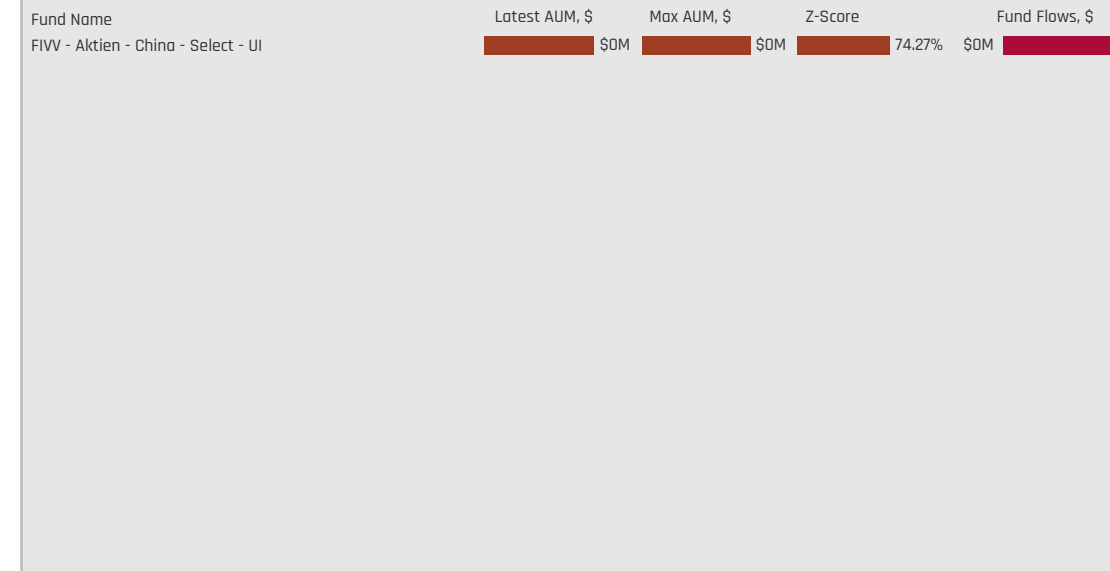 Fund Name Latest AUM, $ Max AUM, $ Z-Score Fund Flows, $
FIVV - Aktien - China - Select - UI $0M $0M 74.27% $0M